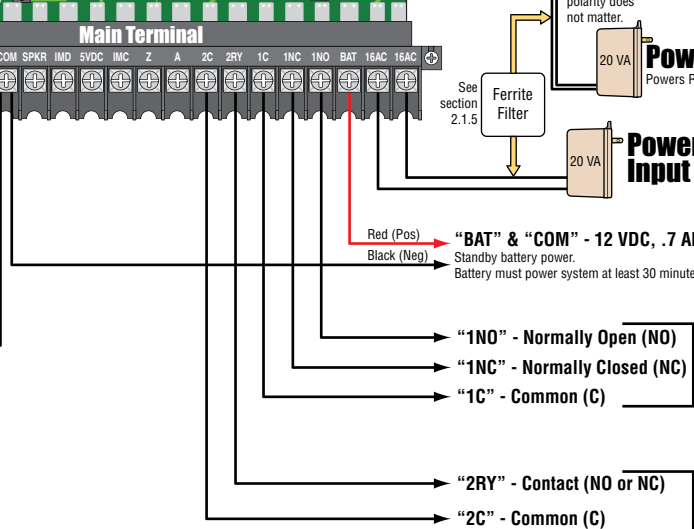 polarity does
not matter.
Main Terminal
COM SPKR IMD 5VDC IMC Z A 2C 2RY 1C 1NC 1NO BAT 16AC 16AC
20 VA
Powers
See
section
2.1.5
Ferrite
Filter
20 VA
Power
Input
Red (Pos)
Black (Neg)
“BAT” & “COM” - 12 VDC, .7
Standby battery power.
Battery must power system at least 30
“1NO” - Normally Open (NO)
“1NC” - Normally Closed (NC)
“1C” - Common (C)
“2RY” - Contact (NO or NC)
“2C” - Common (C)